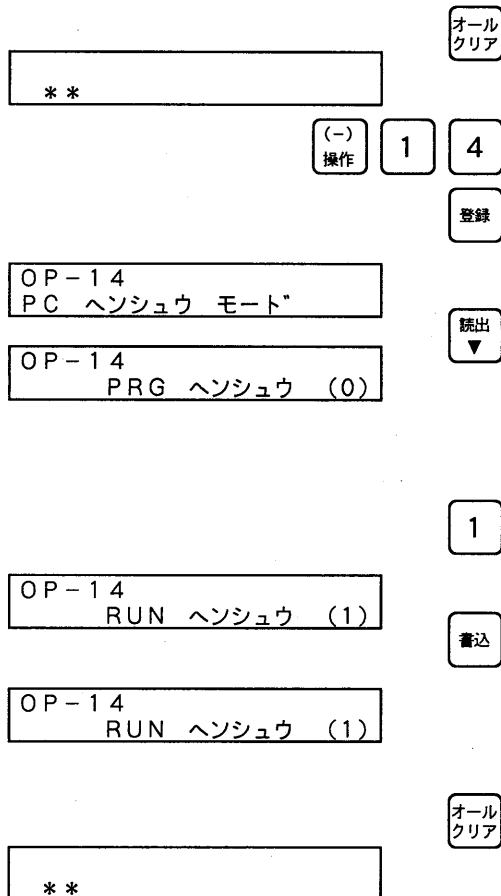 オール
クリア
**
(-)
操作
1
4
登録
OP-14
PC ヘンシュウ モード
読出
▼
OP-14
PRG ヘンシュウ (0)
1
OP-14
RUN ヘンシュウ (1)
書込
OP-14
RUN ヘンシュウ (1)
オール
クリア
**